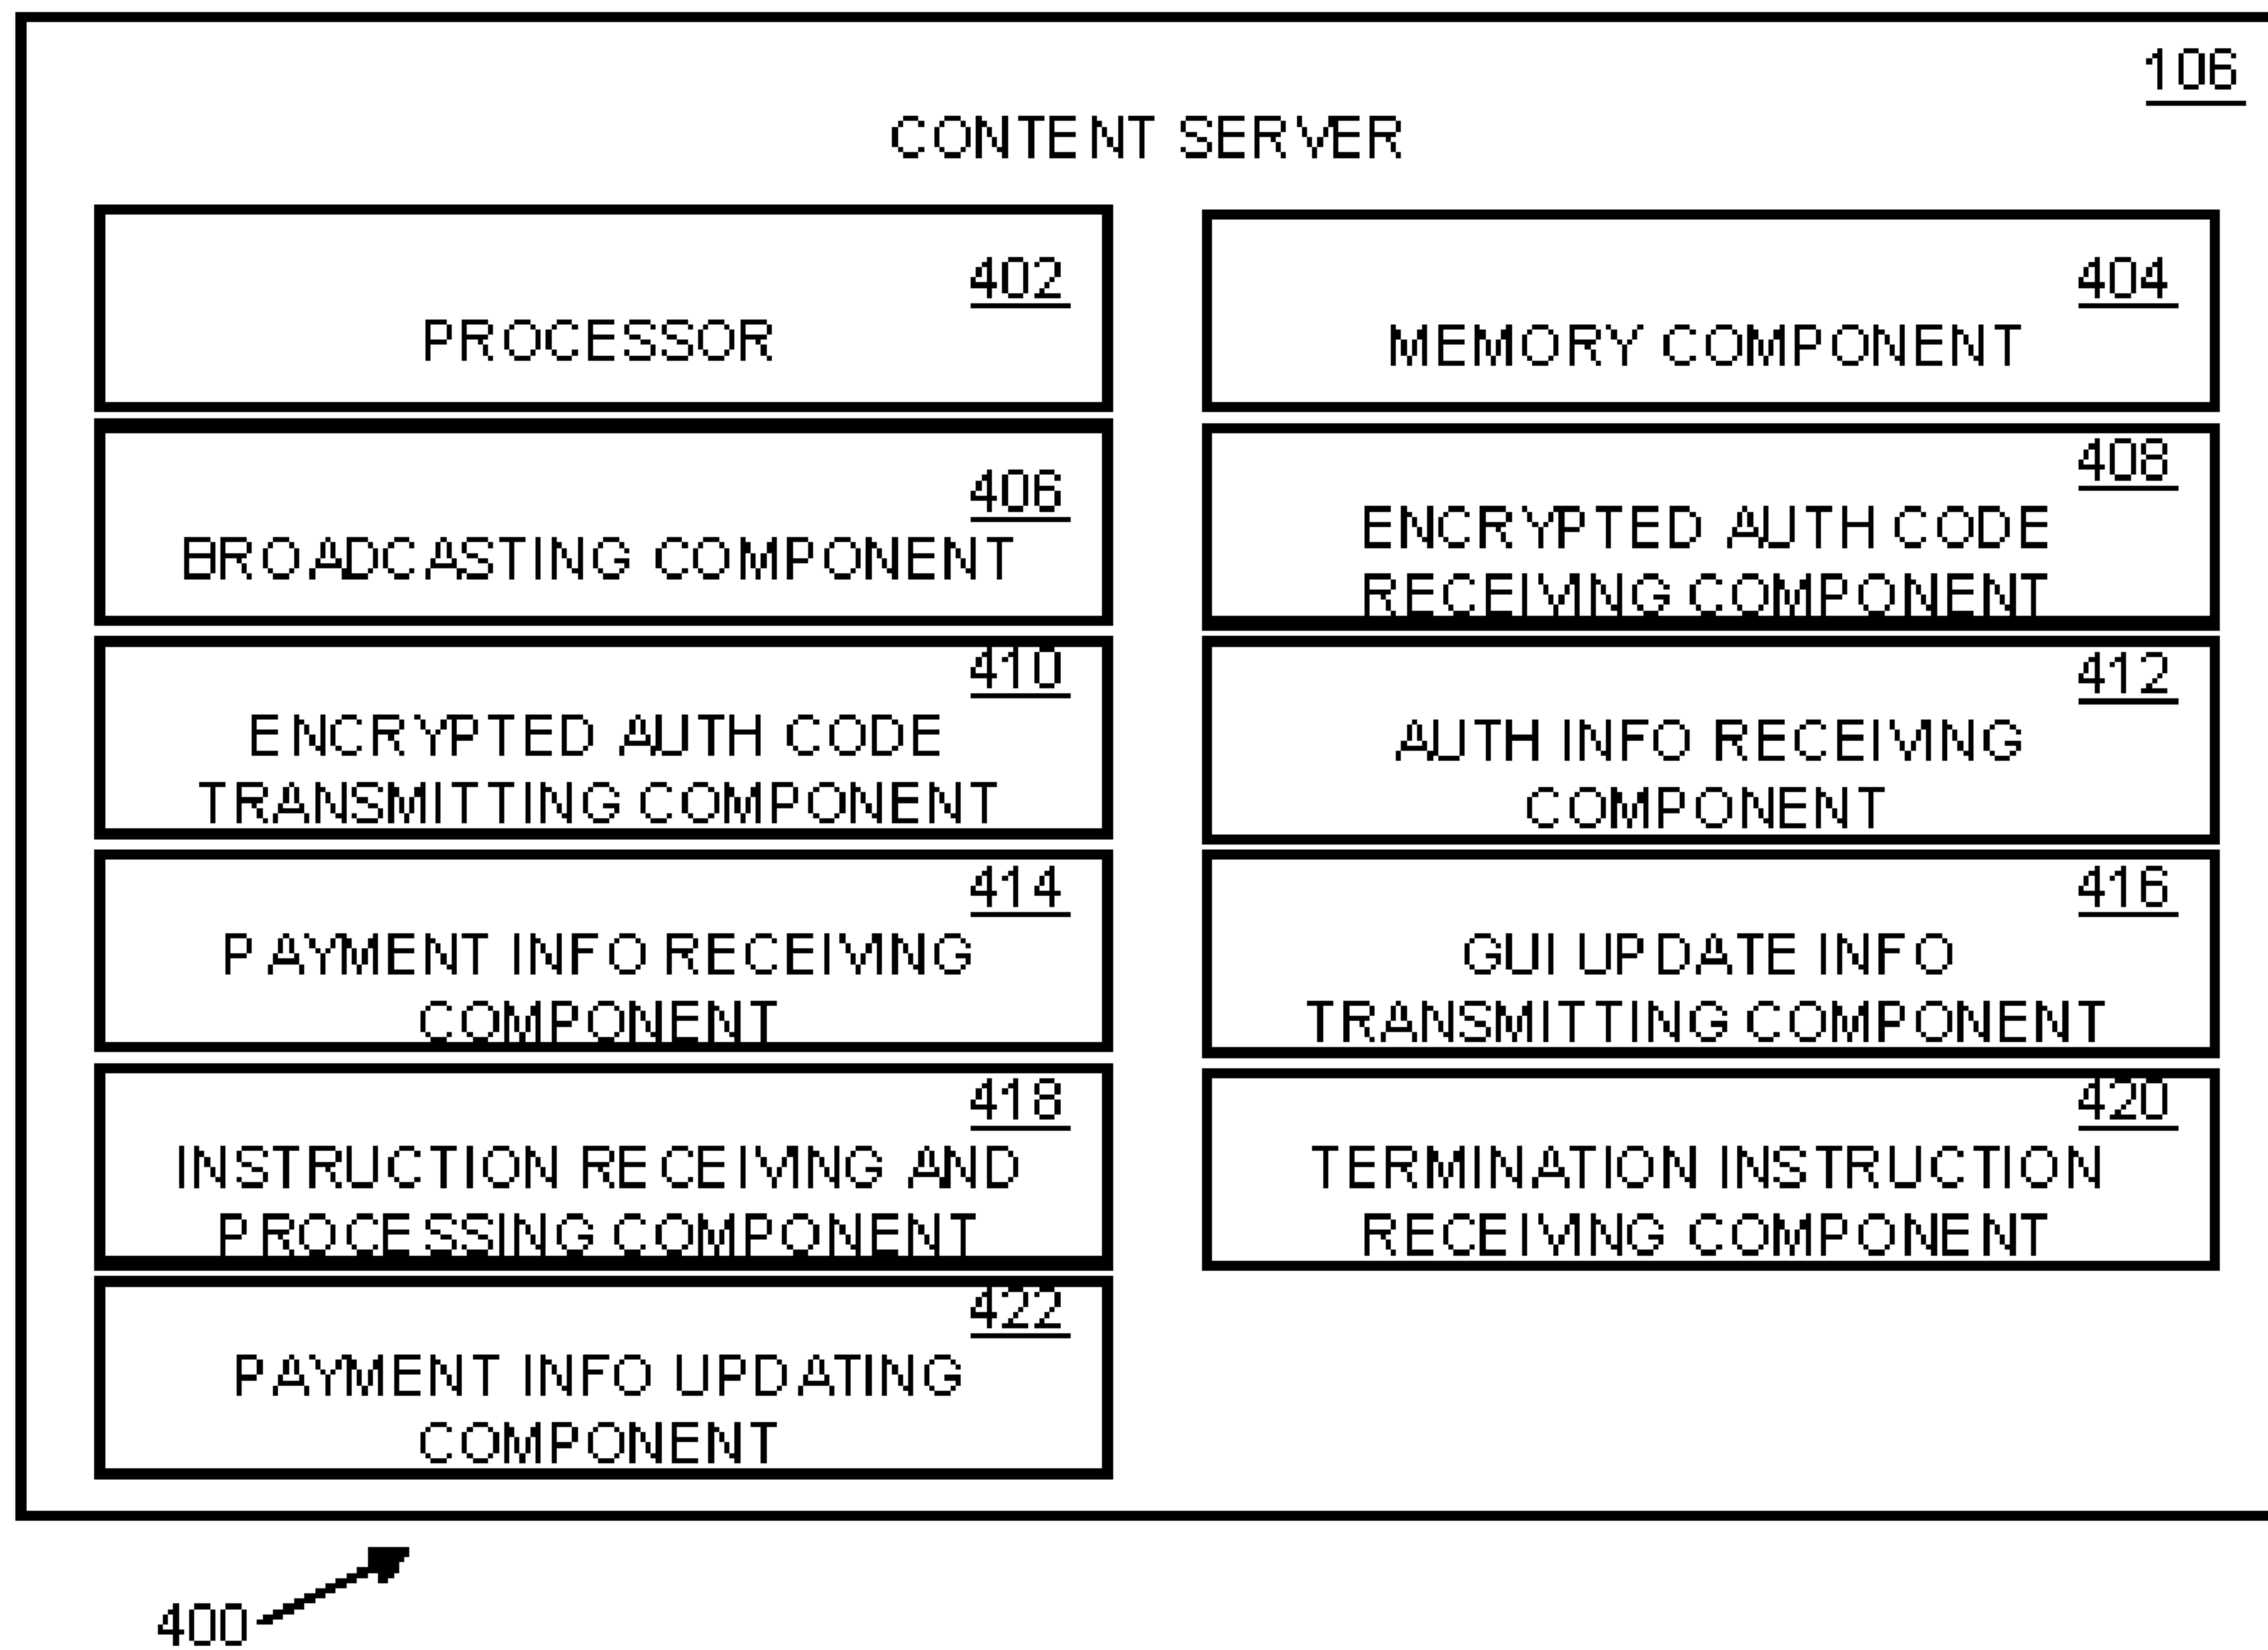 106
CONTENT SERVER
402
PROCESSOR
404
MEMORY COMPONENT
406
BROADCASTING COMPONENT
408
ENCRYPTED AUTH CODE
RECEIVING COMPONENT
410
ENCRYPTED AUTH CODE
TRANSMITTING COMPONENT
412
AUTH INFO RECEIVING
COMPONENT
414
PAYMENT INFO RECEIVING
COMPONENT
416
GUI UPDATE INFO
TRANSMITTING COMPONENT
418
INSTRUCTION RECEIVING AND
PROCESSING COMPONENT
420
TERMINATION INSTRUCTION
RECEIVING COMPONENT
422
PAYMENT INFO UPDATING
COMPONENT
400